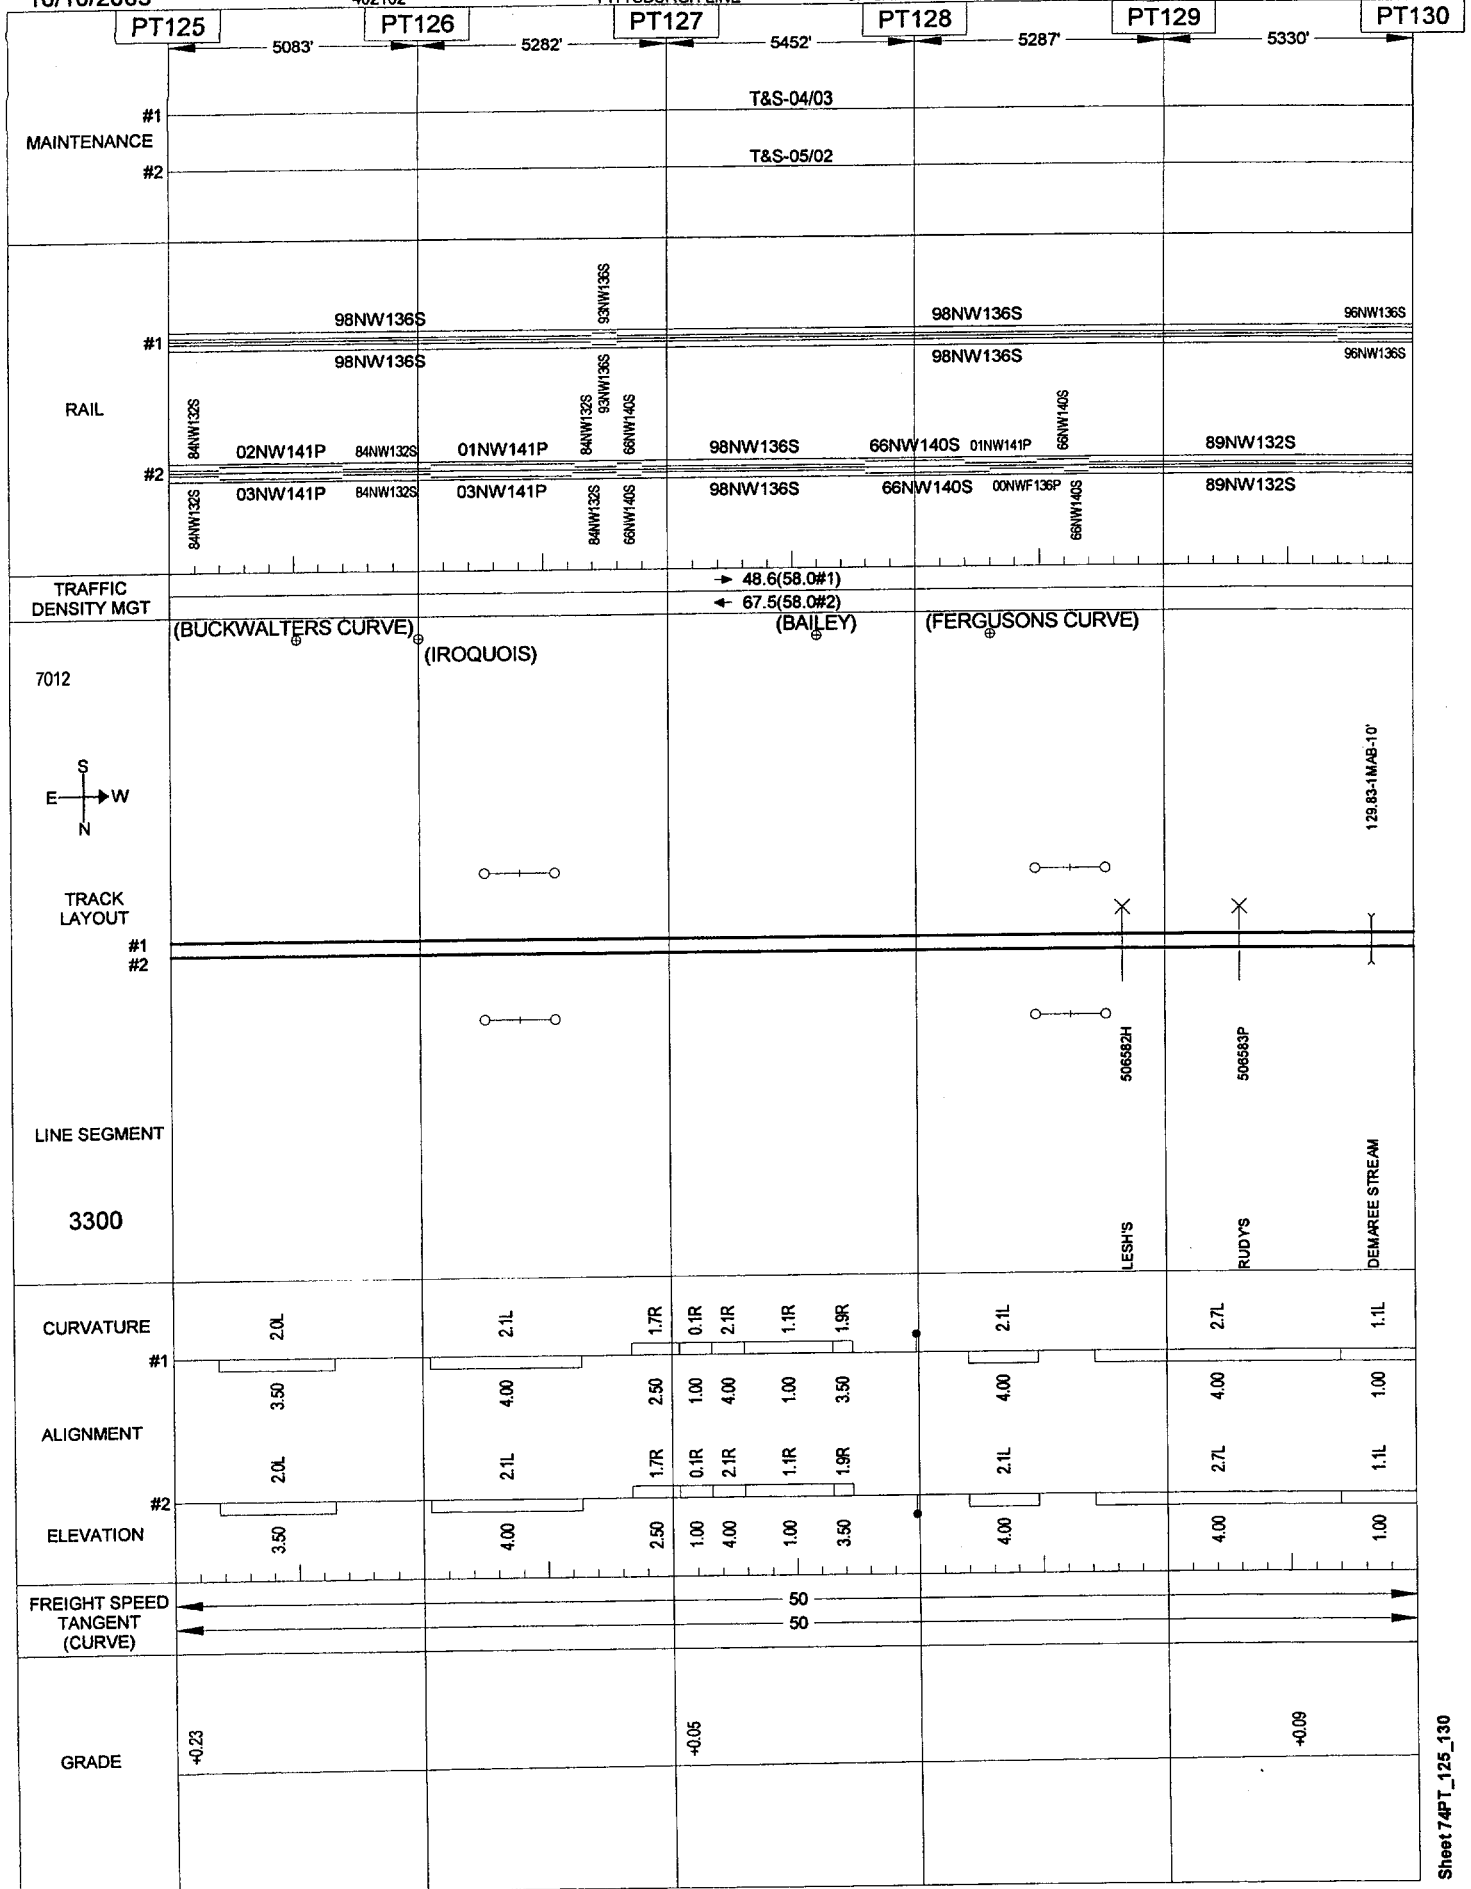 PT125
PT126
PT127
PT128
PT129
PT130
5083'
5282'
5452'
5287'
5330'
MAINTENANCE
#1
T&S-04/03
#2
T&S-05/02
RAIL
#1
98NW136S
93NW136S
98NW136S
96NW136S
98NW136S
93NW136S
98NW136S
96NW136S
#2
84NW132S
02NW141P
84NW132S
01NW141P
84NW132S
66NW140S
98NW136S
66NW140S
01NW141P
66NW140S
89NW132S
84NW132S
03NW141P
84NW132S
03NW141P
84NW132S
66NW140S
98NW136S
66NW140S
00NWF136P
66NW140S
89NW132S
TRAFFIC
DENSITY MGT
→ 48.6(58.0#1)
← 67.5(58.0#2)
(BUCKWALTERS CURVE)
(IROQUOIS)
(BAILEY)
(FERGUSONS CURVE)
7012
S
E
W
N
129.83-1MAB-10'
TRACK
LAYOUT
#1
#2
506582H
506583P
LINE SEGMENT
3300
LESH'S
RUDY'S
DEMAREE STREAM
CURVATURE
#1
2.0L
2.1L
1.7R
0.1R
2.1R
1.1R
1.9R
2.1L
2.7L
1.1L
3.50
4.00
2.50
1.00
4.00
1.00
3.50
4.00
4.00
1.00
ALIGNMENT
#2
2.0L
2.1L
1.7R
0.1R
2.1R
1.1R
1.9R
2.1L
2.7L
1.1L
ELEVATION
3.50
4.00
2.50
1.00
4.00
1.00
3.50
4.00
4.00
1.00
FREIGHT SPEED
TANGENT
(CURVE)
50
50
GRADE
+0.23
+0.05
+0.09
Sheet 74PT_125_130